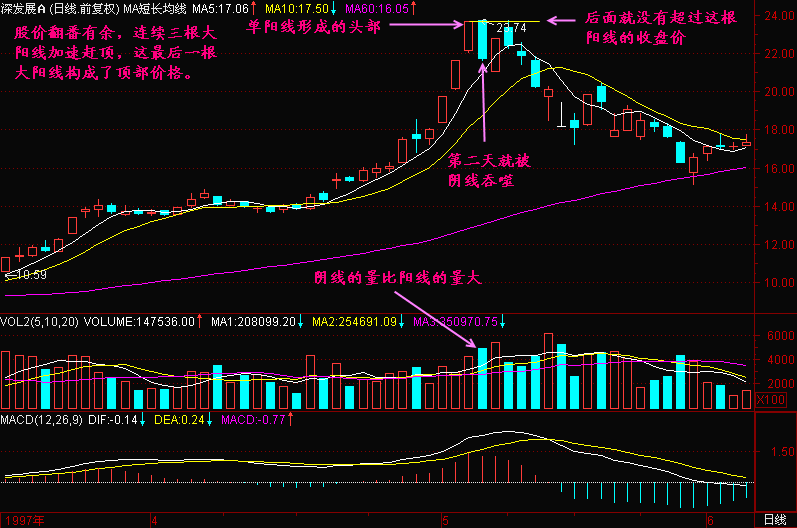 深发展A (日线.前复权) MA短长均线 MA5:17.06↑ MA10:17.50↓ MA60:16.05↑
股价翻番有余，连续三根大
阳线加速赶顶，这最后一根
大阳线构成了顶部价格。
单阳线形成的头部
后面就没有超过这根
阳线的收盘价
23.74
第二天就被
阴线吞噬
10.59
阴线的量比阳线的量大
24.00
22.00
20.00
18.00
16.00
14.00
12.00
10.00
VOL2(5,10,20) VOLUME:147536.00↑ MA1:208099.20↓ MA2:254691.09↓ MA3:350970.75↓
6000
4000
2000
X100
MACD(12,26,9) DIF:-0.14↓ DEA:0.24↓ MACD:-0.77↑
1.50
1997年 4 5 6 日线